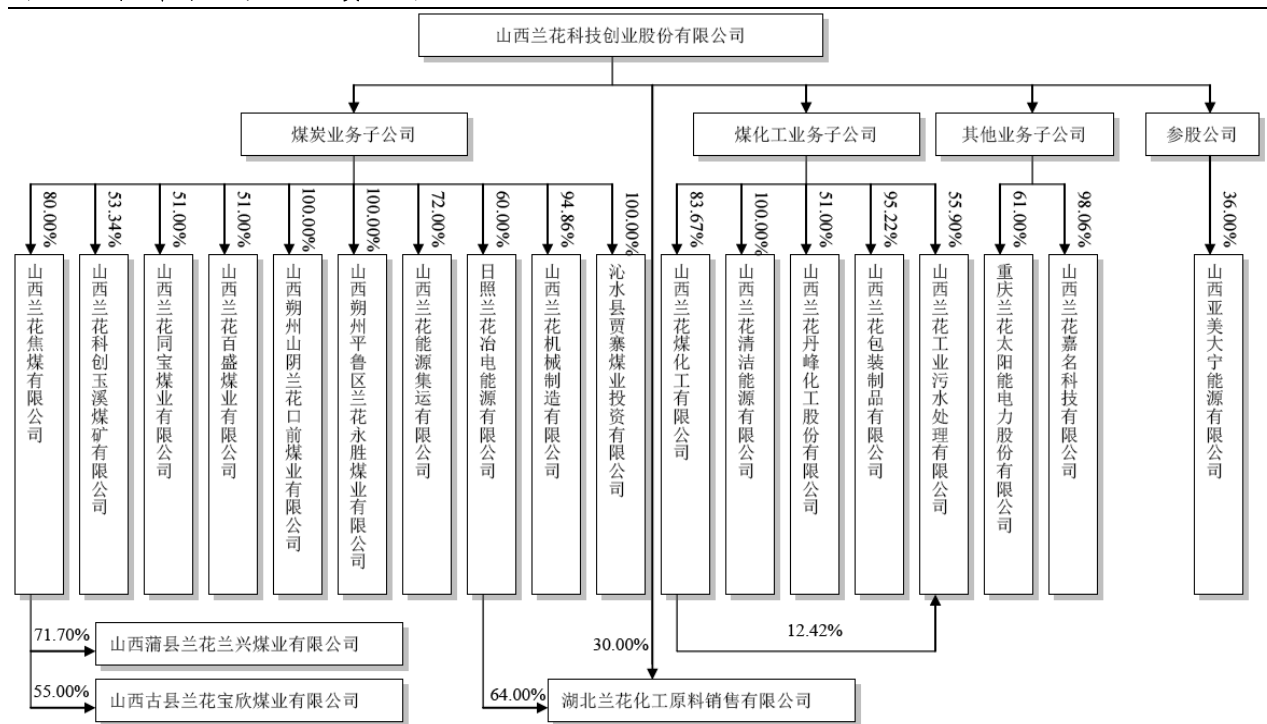 山西兰花科技创业股份有限公司
煤炭业务子公司
煤化工业务子公司
其他业务子公司
参股公司
80.00%
53.34%
51.00%
51.00%
100.00%
100.00%
72.00%
60.00%
94.86%
100.00%
83.67%
100.00%
51.00%
95.22%
55.90%
61.00%
98.06%
36.00%
山西兰花焦煤有限公司
山西兰花科创玉溪煤矿有限公司
山西兰花同宝煤业有限公司
山西兰花百盛煤业有限公司
山西朔州山阴兰花口前煤业有限公司
山西朔州平鲁区兰花永胜煤业有限公司
山西兰花能源集运有限公司
日照兰花冶电能源有限公司
山西兰花机械制造有限公司
沁水县贾寨煤业投资有限公司
山西兰花煤化工有限公司
山西兰花清洁能源有限公司
山西兰花丹峰化工股份有限公司
山西兰花包装制品有限公司
山西兰花工业污水处理有限公司
重庆兰花太阳能电力股份有限公司
山西兰花嘉名科技有限公司
山西亚美大宁能源有限公司
71.70%
山西蒲县兰花兰兴煤业有限公司
30.00%
12.42%
55.00%
山西古县兰花宝欣煤业有限公司
64.00%
湖北兰花化工原料销售有限公司